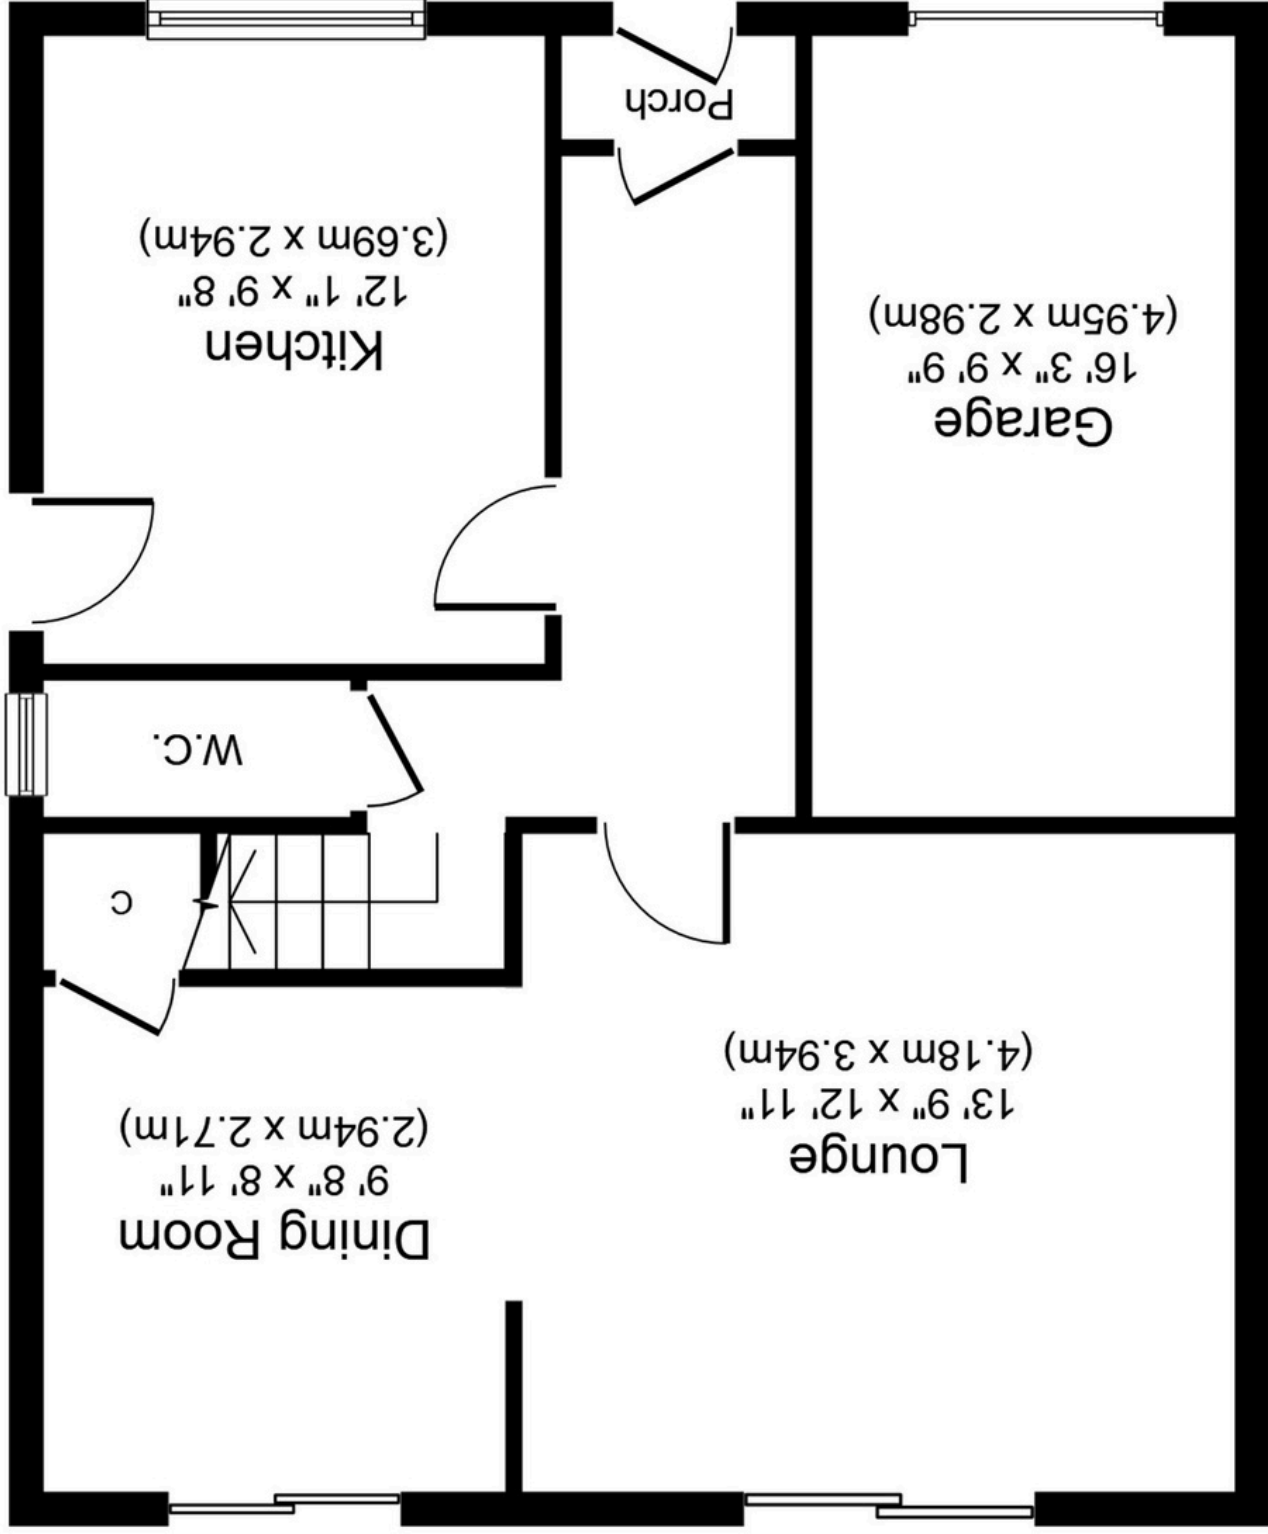 Dining Room
9' 8" x 8' 11"
(2.94m x 2.71m)
Lounge
13' 9" x 12' 11"
(4.18m x 3.94m)
C
W.C.
Garage
16' 3" x 9' 9"
(4.95m x 2.98m)
Kitchen
12' 1" x 9' 8"
(3.69m x 2.94m)
Porch